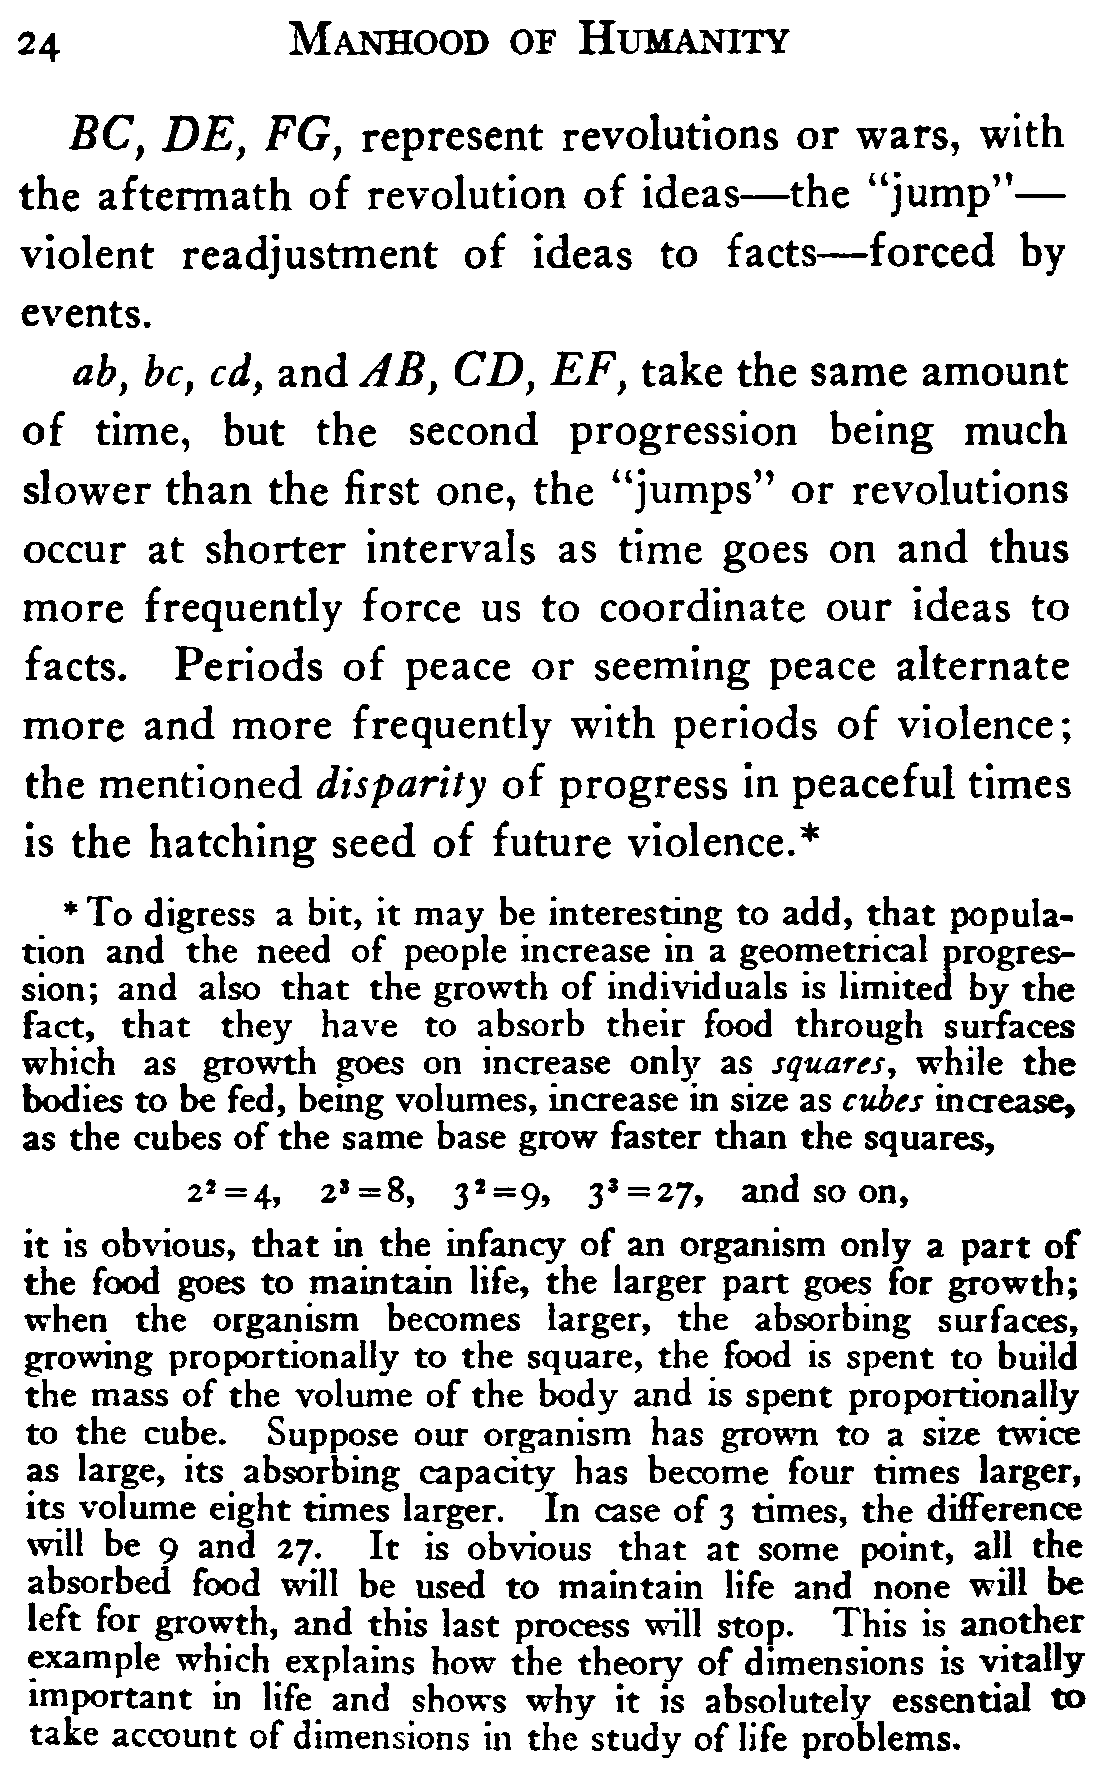 24 MANHOOD OF HUMANITY
BC, DE, FG, represent revolutions or wars, with
the aftermath of revolution of ideas—the “jump”—
violent readjustment of ideas to facts—forced by
events.
ab, bc, cd, and AB, CD, EF, take the same amount
of time, but the second progression being much
slower than the first one, the “jumps” or revolutions
occur at shorter intervals as time goes on and thus
more frequently force us to coordinate our ideas to
facts. Periods of peace or seeming peace alternate
more and more frequently with periods of violence;
the mentioned disparity of progress in peaceful times
is the hatching seed of future violence.*
* To digress a bit, it may be interesting to add, that popula-
tion and the need of people increase in a geometrical progres-
sion; and also that the growth of individuals is limited by the
fact, that they have to absorb their food through surfaces
which as growth goes on increase only as squares, while the
bodies to be fed, being volumes, increase in size as cubes increase,
as the cubes of the same base grow faster than the squares,
2²=4, 2³=8, 3²=9, 3³=27, and so on,
it is obvious, that in the infancy of an organism only a part of
the food goes to maintain life, the larger part goes for growth;
when the organism becomes larger, the absorbing surfaces,
growing proportionally to the square, the food is spent to build
the mass of the volume of the body and is spent proportionally
to the cube. Suppose our organism has grown to a size twice
as large, its absorbing capacity has become four times larger,
its volume eight times larger. In case of 3 times, the difference
will be 9 and 27. It is obvious that at some point, all the
absorbed food will be used to maintain life and none will be
left for growth, and this last process will stop. This is another
example which explains how the theory of dimensions is vitally
important in life and shows why it is absolutely essential to
take account of dimensions in the study of life problems.